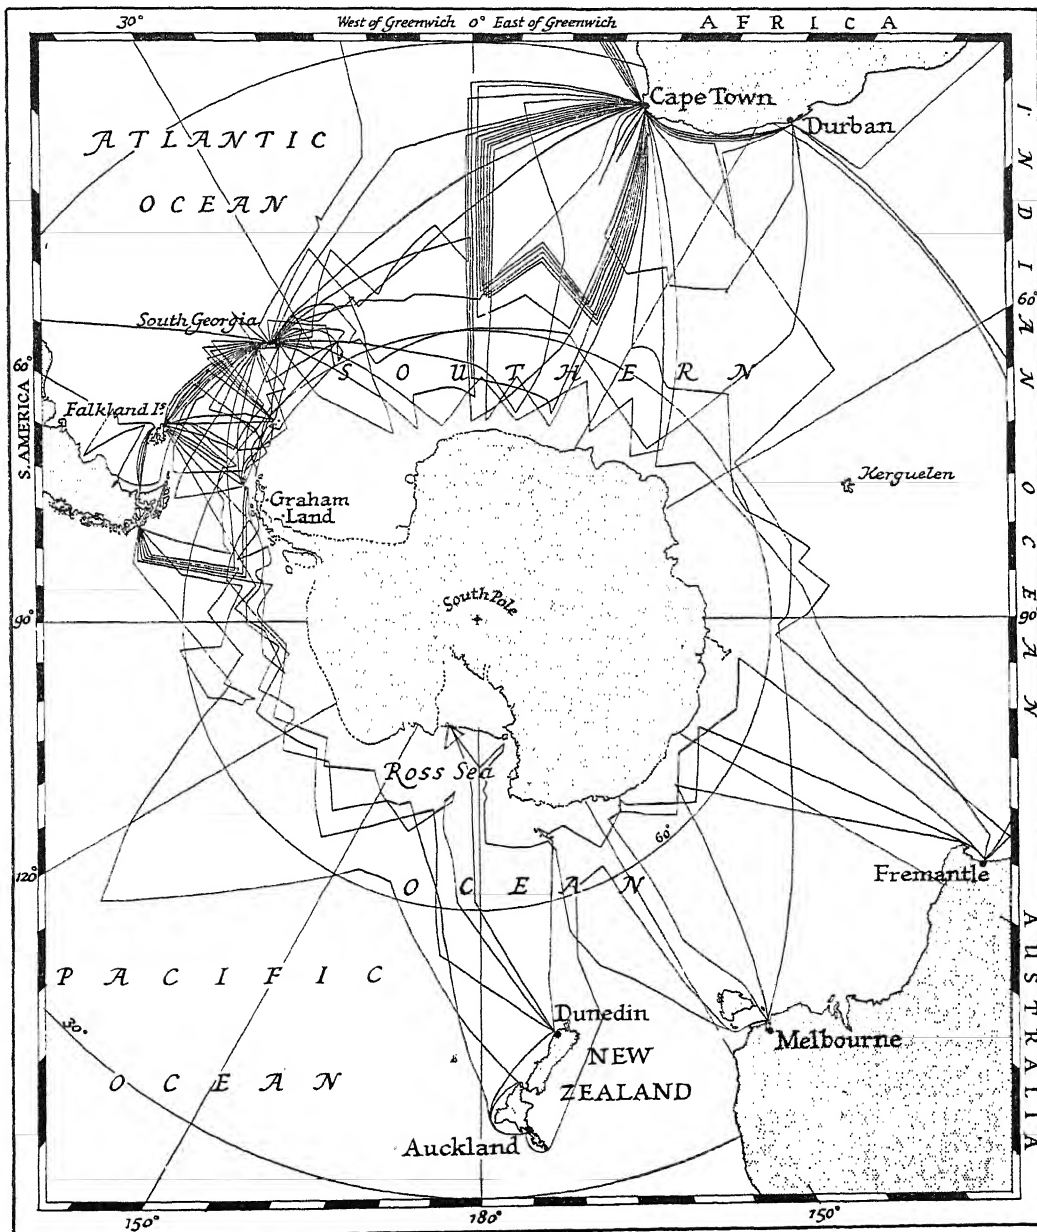 30° West of Greenwich 0° East of Greenwich AFRICA
Cape Town
Durban
ATLANTIC
OCEAN
INDIAN OCEAN
South Georgia
60°
60°
SOUTHERN
S. AMERICA
Falkland Is.
Kerguelen
Graham
Land
South Pole
90°
90°
Ross Sea
60°
120°
OCEAN
Fremantle
AUSTRALIA
PACIFIC
30°
Dunedin
Melbourne
NEW
OCEAN
ZEALAND
Auckland
150° 180° 150°